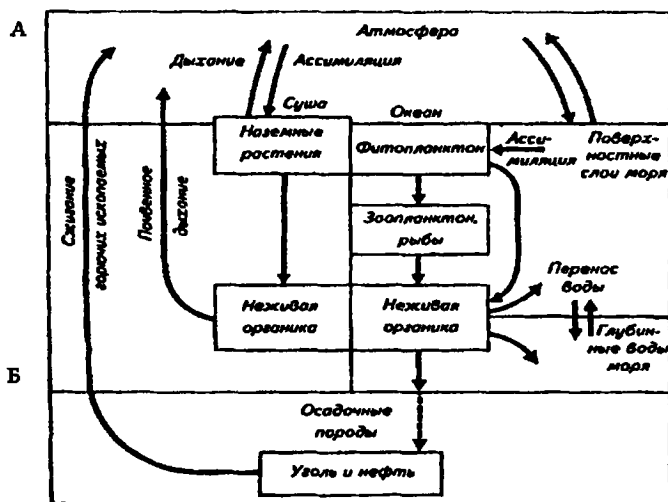 А
Атмосфера
Дыхание
Ассимиляция
Суша
Океан
Наземные
растения
Фитопланктон
Асси-
миляция
Поверх-
ностные
слои моря
Сжигание
горючих ископаемых
Почвенное
дыхание
Зоопланктон,
рыбы
Перенос
воды
Неживая
органика
Неживая
органика
Глубин-
ные воды
моря
Б
Осадочные
породы
Уголь и нефть